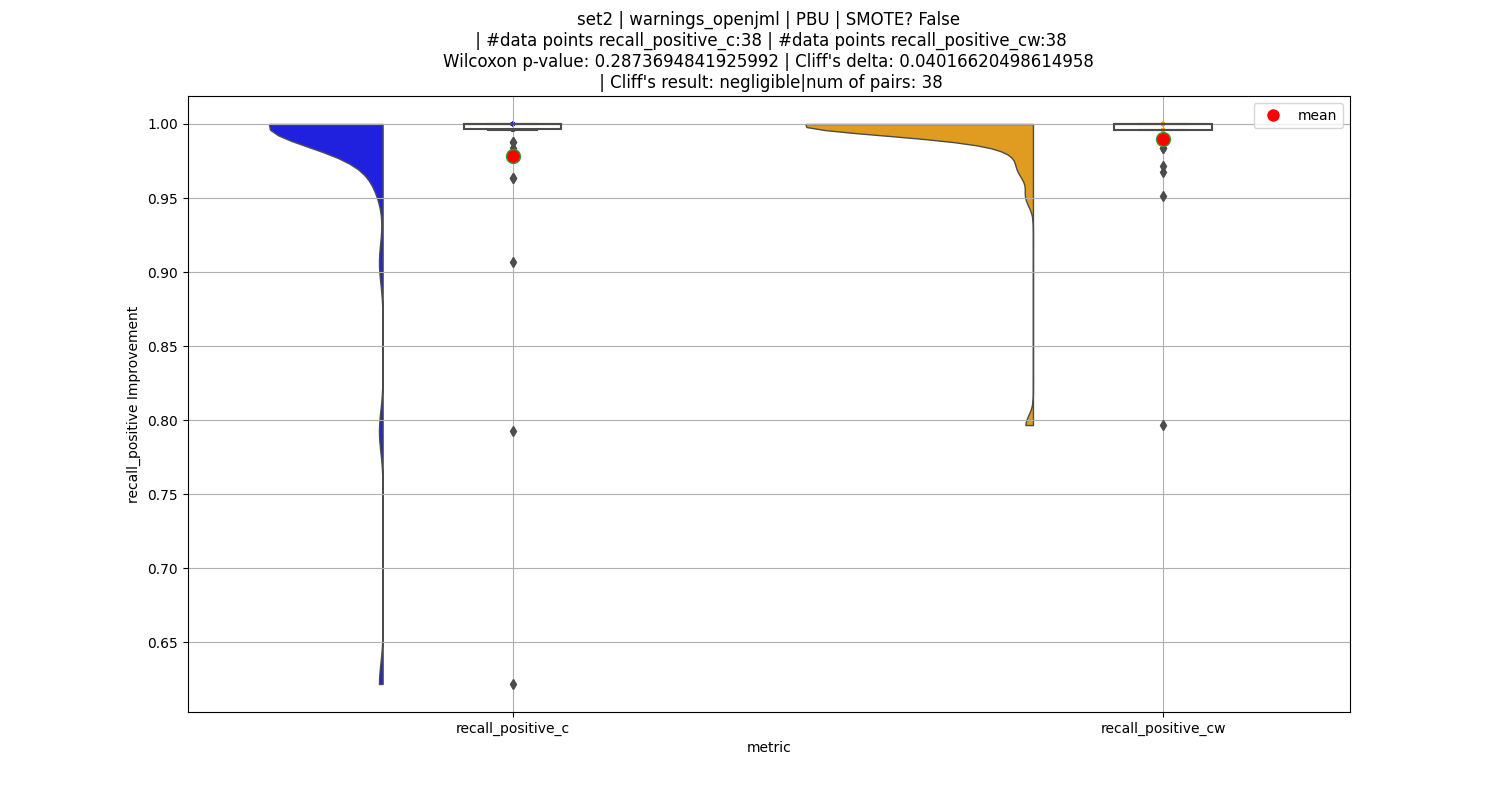 set2 | warnings_openjml | PBU | SMOTE? False
| #data points recall_positive_c:38 | #data points recall_positive_cw:38
Wilcoxon p-value: 0.2873694841925992 | Cliff's delta: 0.04016620498614958
| Cliff's result: negligible|num of pairs: 38
mean
1.00
0.95
0.90
0.85
0.80
0.75
0.70
0.65
recall_positive Improvement
recall_positive_c
recall_positive_cw
metric